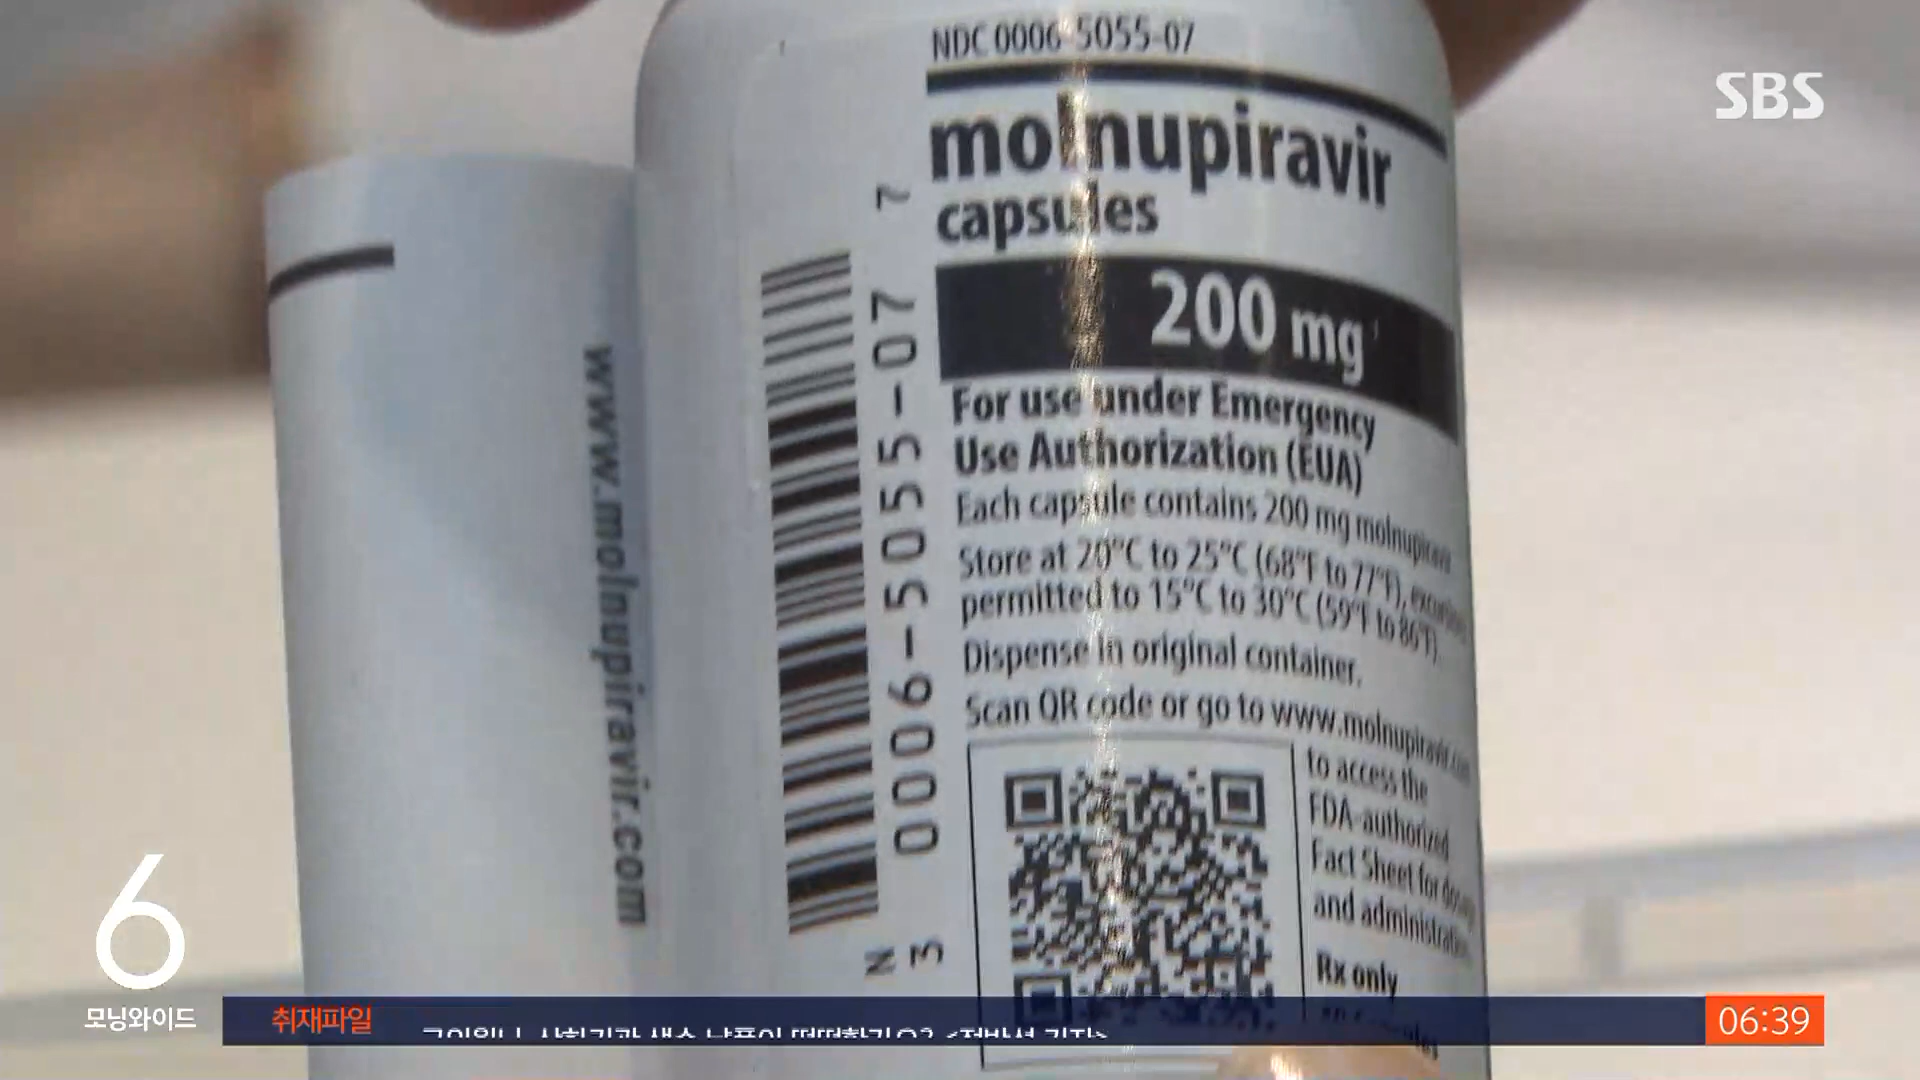 NDC 0006-5055-07
SBS
molnupiravir
capsules
200 mg
For use under Emergency
Use Authorization (EUA)
Each capsule contains 200 mg molnupiravir
Store at 20°C to 25°C (68°F to 77°F),
permitted to 15°C to 30°C (59°F to 86°F).
Dispense in original container.
Scan QR code or go to www.molnupiravir.com
to access the
FDA-authorized
Fact Sheet for
and administration
Rx only
N 3 0006-5055-07 7
www.molnupiravir.com
6
모닝와이드
취재파일
06:39